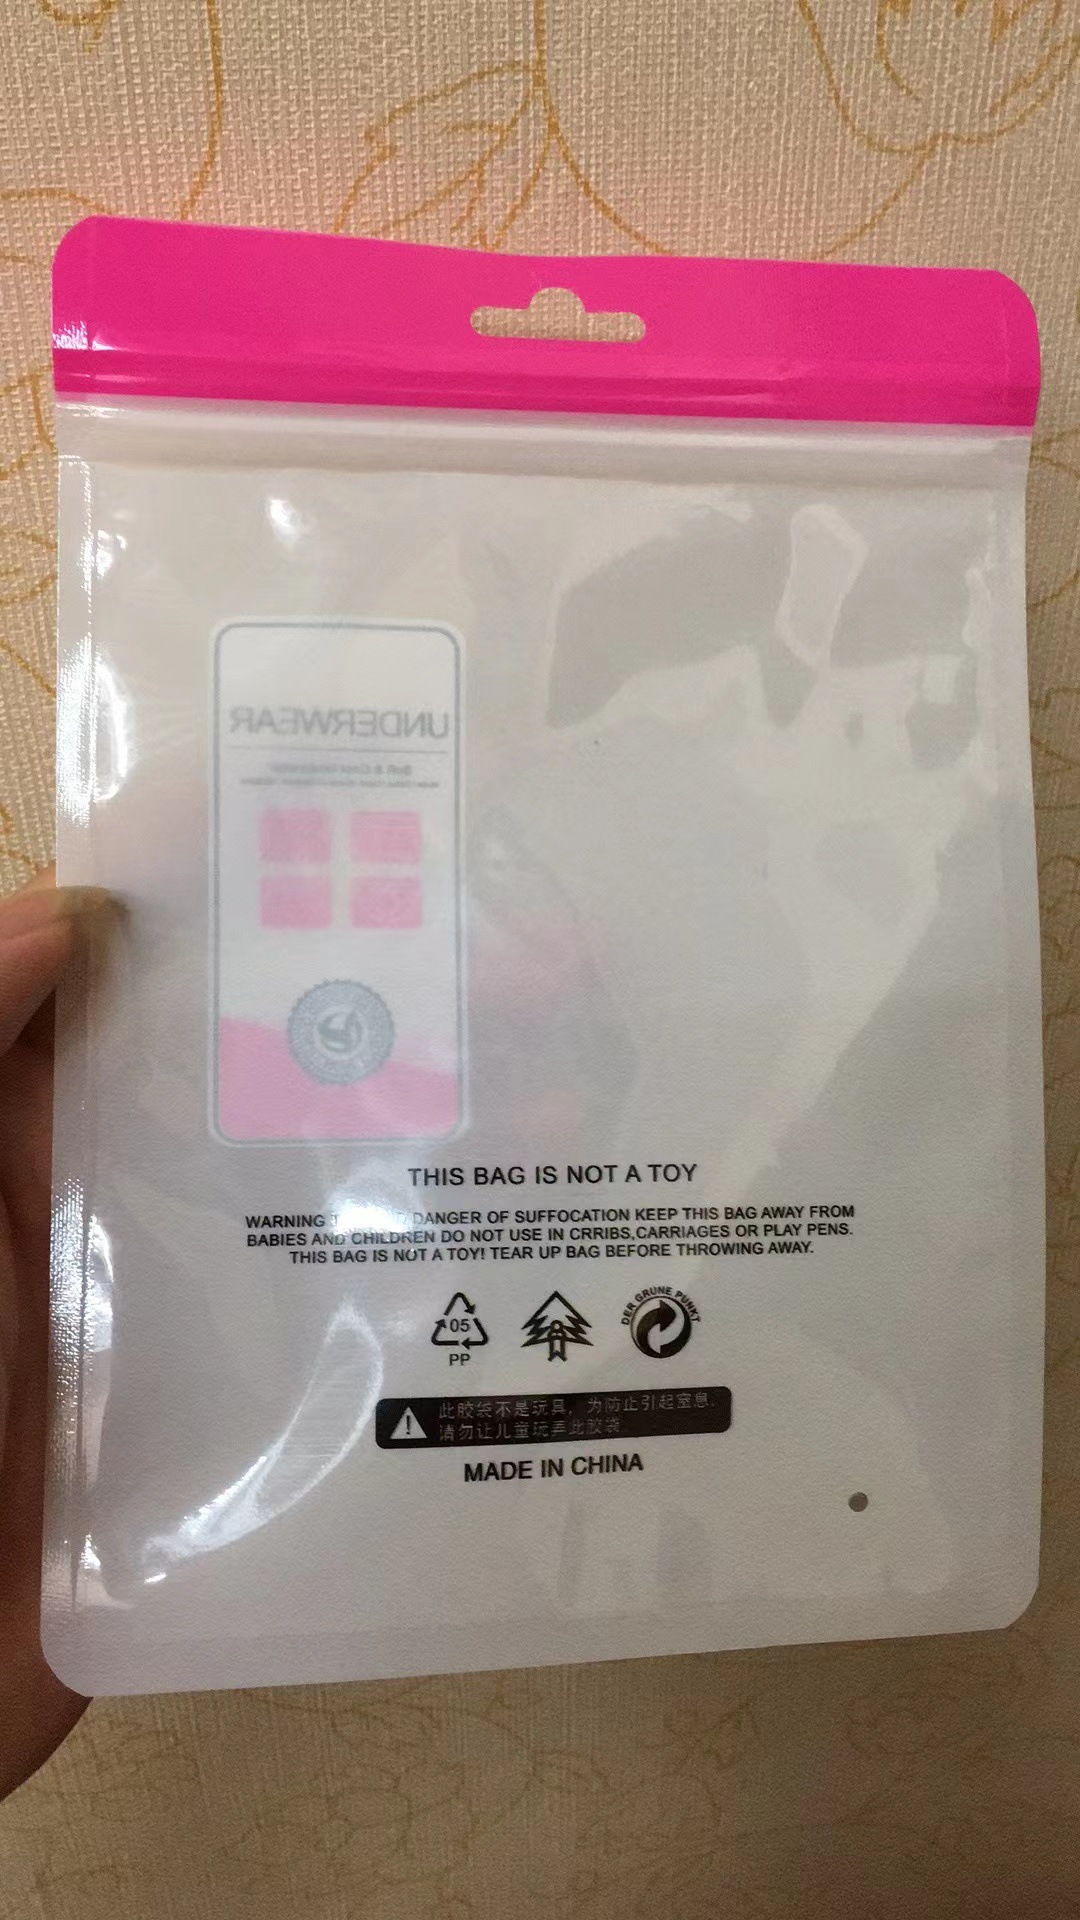 UNDERWEAR
THIS BAG IS NOT A TOY
WARNING DANGER OF SUFFOCATION KEEP THIS BAG AWAY FROM
BABIES AND CHILDREN DO NOT USE IN CRRIBS,CARRIAGES OR PLAY PENS.
THIS BAG IS NOT A TOY! TEAR UP BAG BEFORE THROWING AWAY.
05
PP
DER GRUNE PUNKT
此胶袋不是玩具，为防止引起窒息.
请勿让儿童玩弄此胶袋
MADE IN CHINA